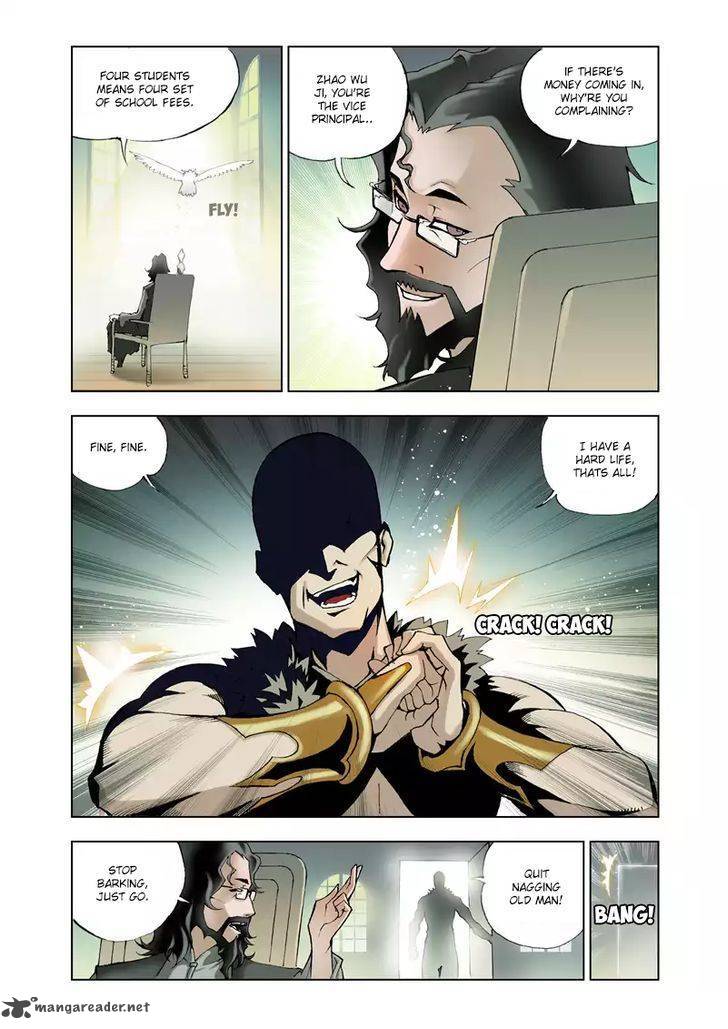 FOUR STUDENTS
MEANS FOUR SET
OF SCHOOL FEES.
FLY!
ZHAO WU
JI, YOU'RE
THE VICE
PRINCIPAL..
IF THERE'S
MONEY COMING IN,
WHY'RE YOU
COMPLAINING?
FINE, FINE.
I HAVE A
HARD LIFE,
THATS ALL!
CRACK! CRACK!
STOP
BARKING,
JUST GO.
QUIT
NAGGING
OLD MAN!
BANG!
mangareader.net